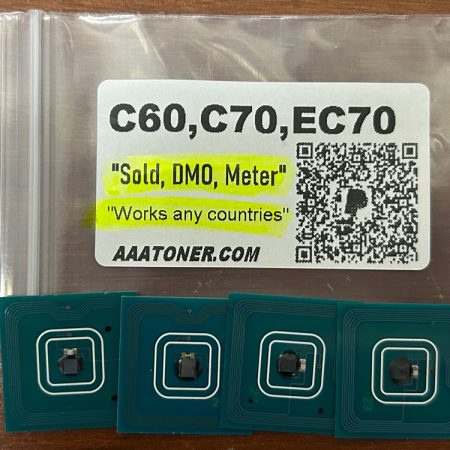 C60,C70,EC70
"Sold, DMO, Meter"
"Works any countries"
AAATONER.COM